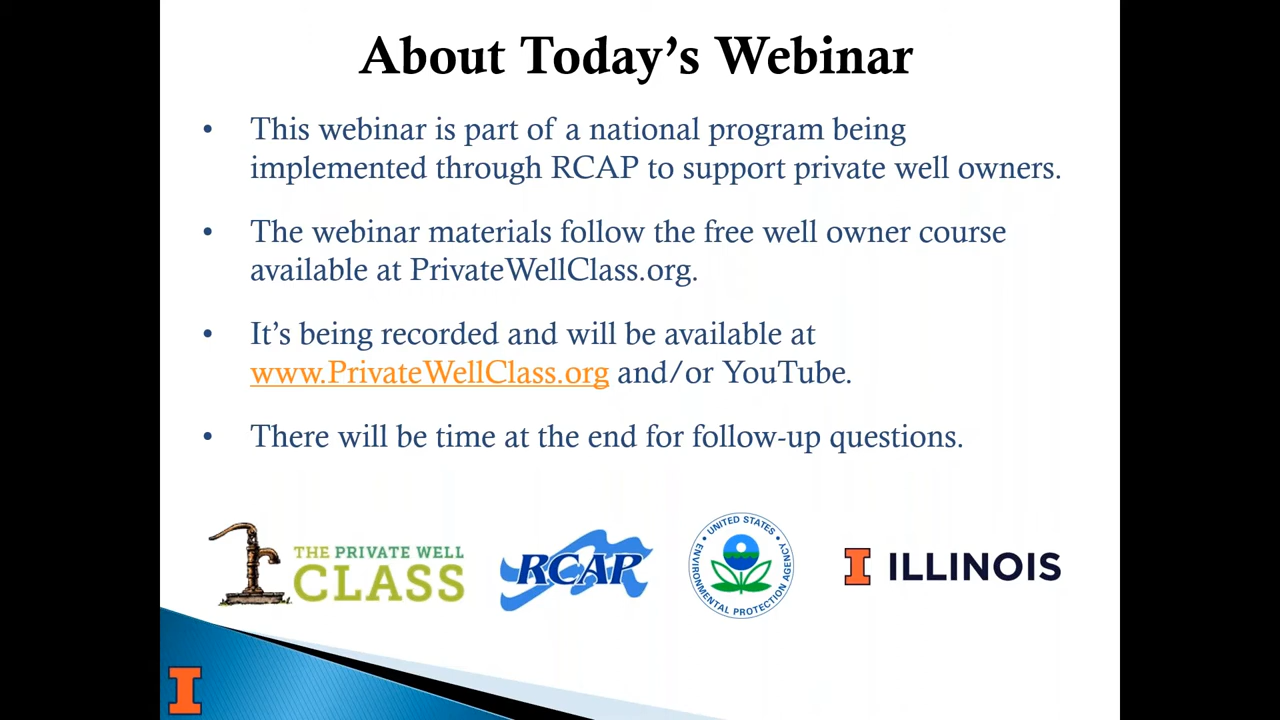 About Today’s Webinar
• This webinar is part of a national program being
implemented through RCAP to support private well owners.
• The webinar materials follow the free well owner course
available at PrivateWellClass.org.
• It’s being recorded and will be available at
www.PrivateWellClass.org and/or YouTube.
• There will be time at the end for follow-up questions.
THE PRIVATE WELL
CLASS
RCAP
UNITED STATES
ENVIRONMENTAL PROTECTION AGENCY
I ILLINOIS
I